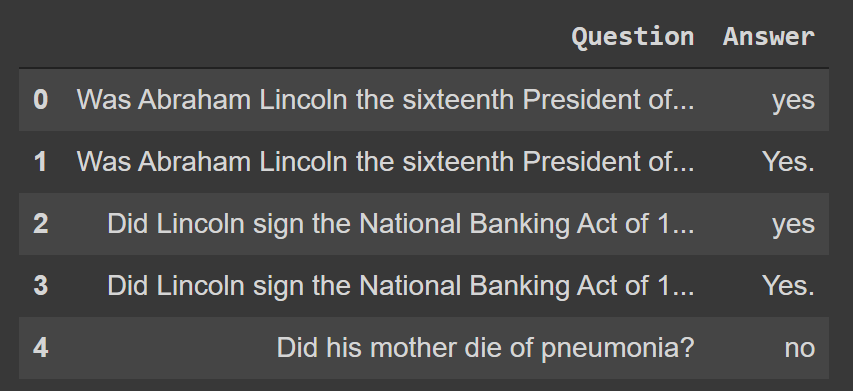 Question Answer
0 Was Abraham Lincoln the sixteenth President of... yes
1 Was Abraham Lincoln the sixteenth President of... Yes.
2 Did Lincoln sign the National Banking Act of 1... yes
3 Did Lincoln sign the National Banking Act of 1... Yes.
4 Did his mother die of pneumonia? no